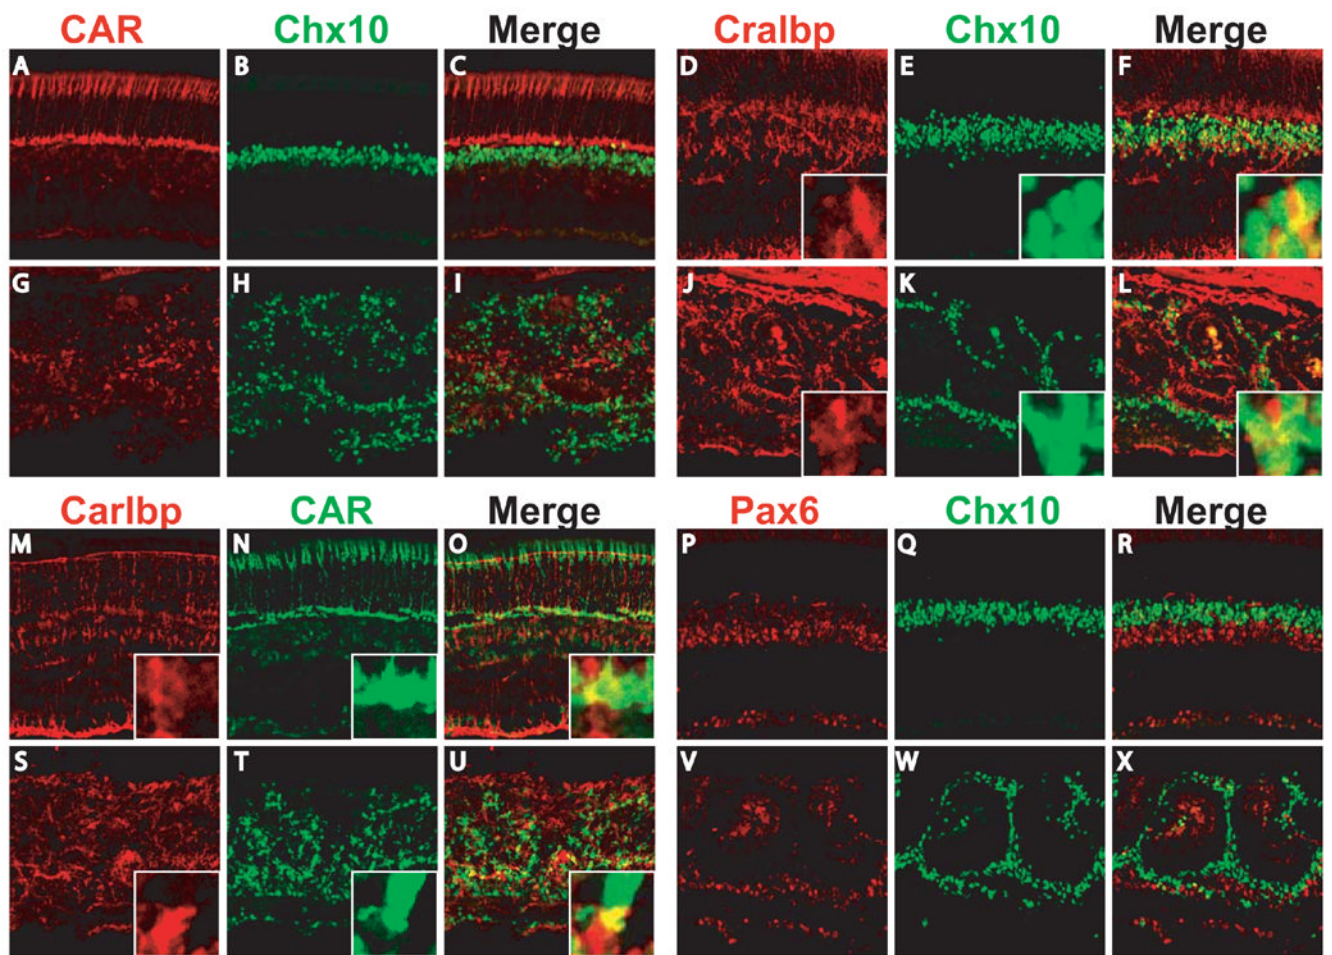 CAR Chx10 Merge Cralbp Chx10 Merge
A B C D E F
G H I J K L
Carlbp CAR Merge Pax6 Chx10 Merge
M N O P Q R
S T U V W X